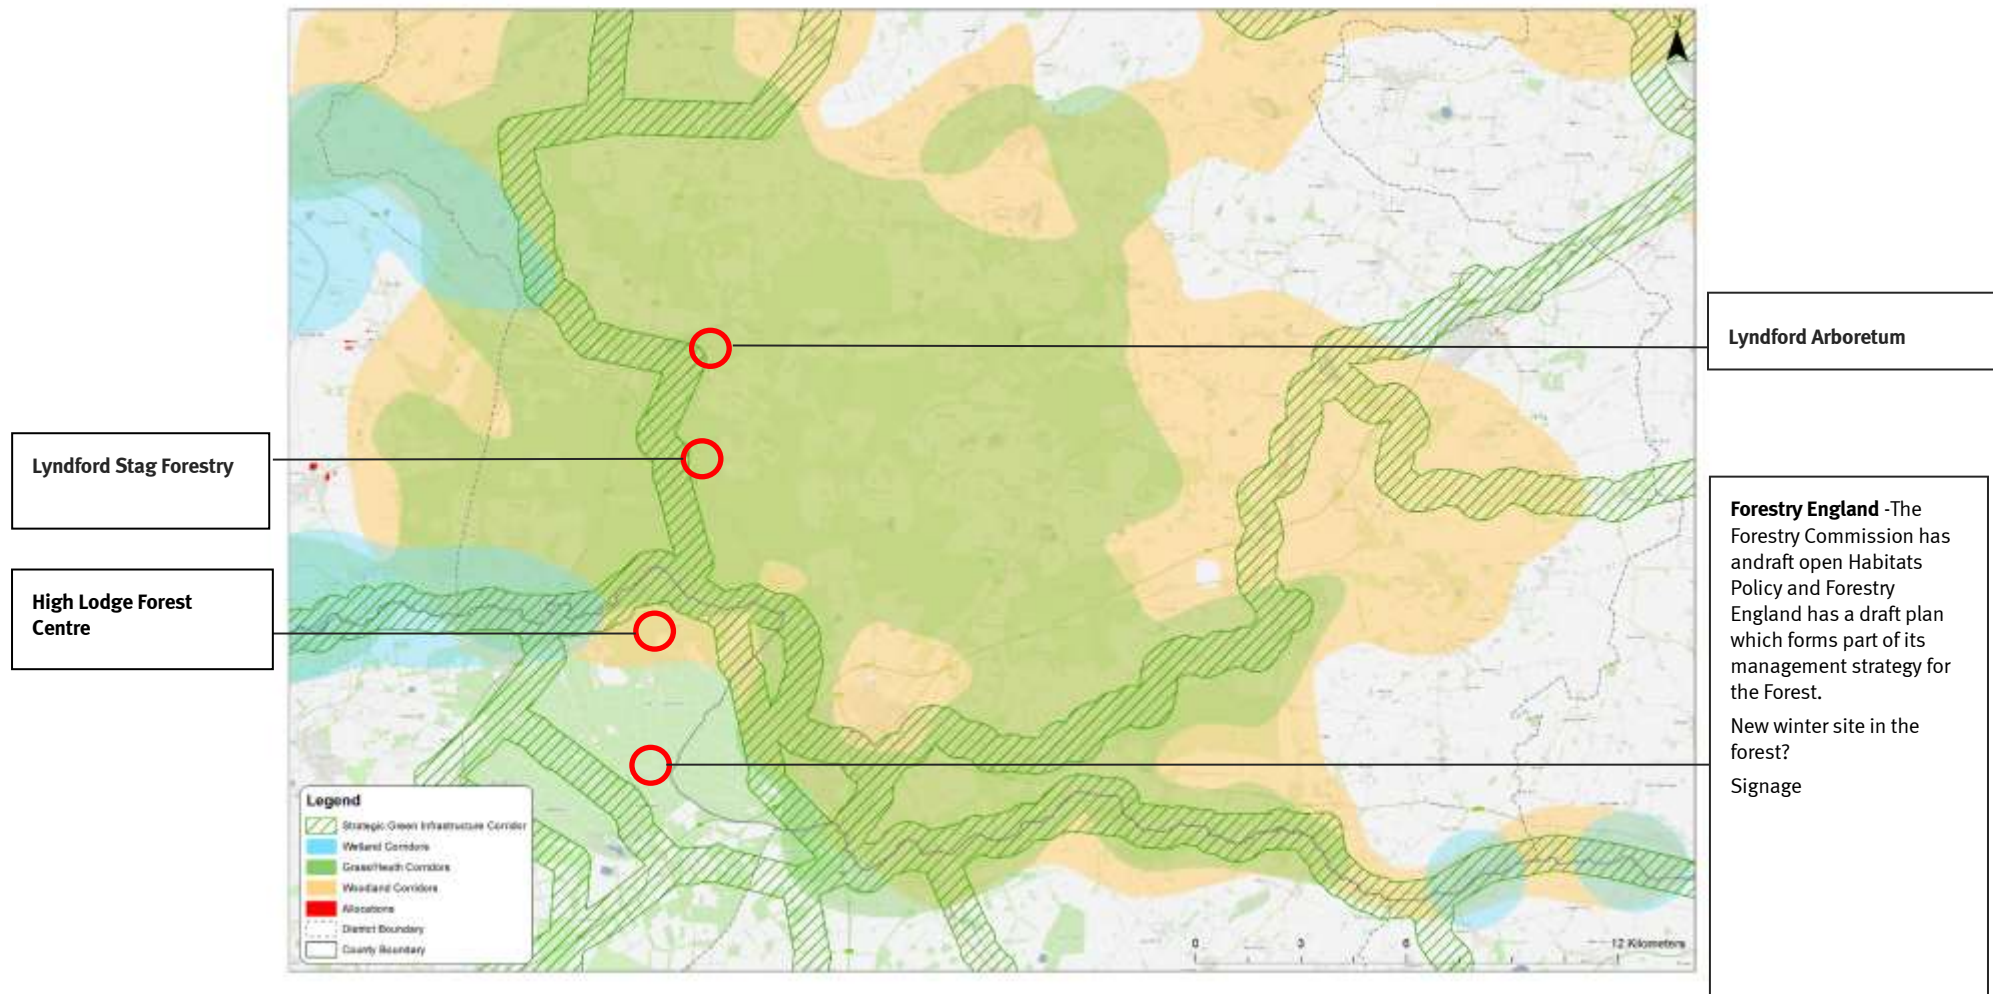 Lyndford Arboretum
Lyndford Stag Forestry
High Lodge Forest
Centre
Forestry England -The
Forestry Commission has
andraft open Habitats
Policy and Forestry
England has a draft plan
which forms part of its
management strategy for
the Forest.
New winter site in the
forest?
Signage
Legend
Strategic Green Infrastructure Corridor
Wetland Corridors
Grass/Heath Corridors
Woodland Corridors
Allocations
District Boundary
County Boundary
0 3 6 12 Kilometers